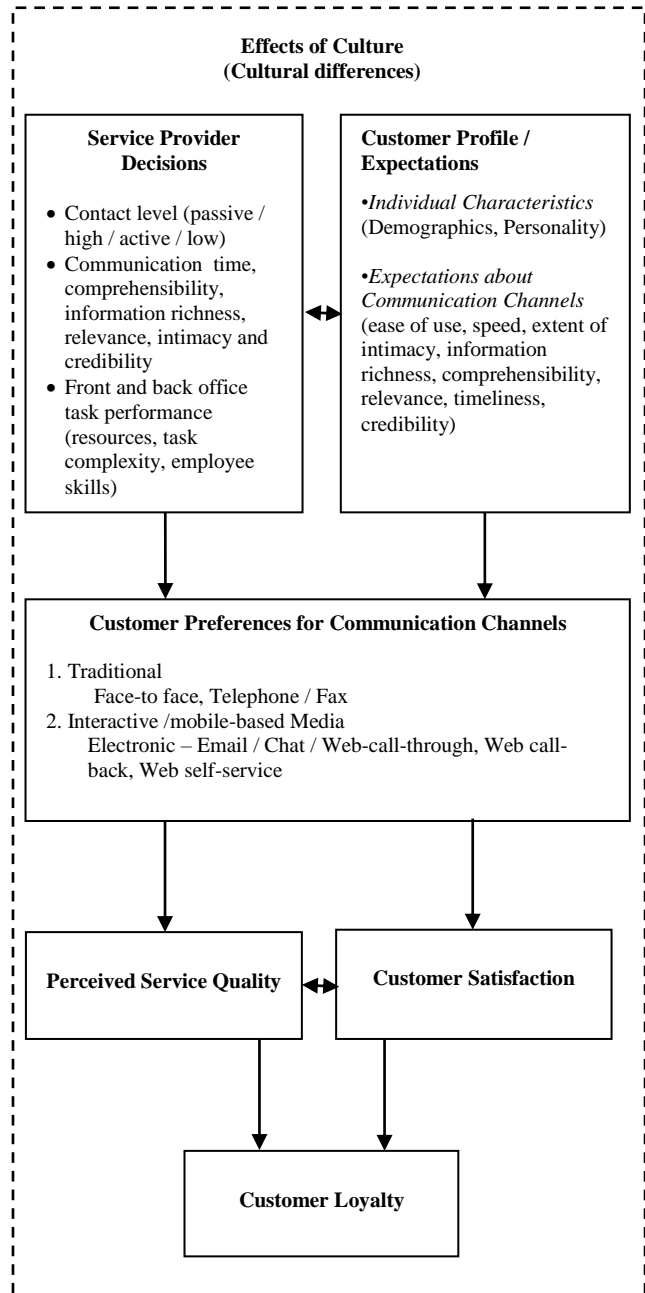 Effects of Culture
(Cultural differences)
Service Provider
Decisions
• Contact level (passive /
high / active / low)
• Communication time,
comprehensibility,
information richness,
relevance, intimacy and
credibility
• Front and back office
task performance
(resources, task
complexity, employee
skills)
Customer Profile /
Expectations
•Individual Characteristics
(Demographics, Personality)
•Expectations about
Communication Channels
(ease of use, speed, extent of
intimacy, information
richness, comprehensibility,
relevance, timeliness,
credibility)
Customer Preferences for Communication Channels
1. Traditional
Face-to face, Telephone / Fax
2. Interactive /mobile-based Media
Electronic – Email / Chat / Web-call-through, Web call-
back, Web self-service
Perceived Service Quality
Customer Satisfaction
Customer Loyalty